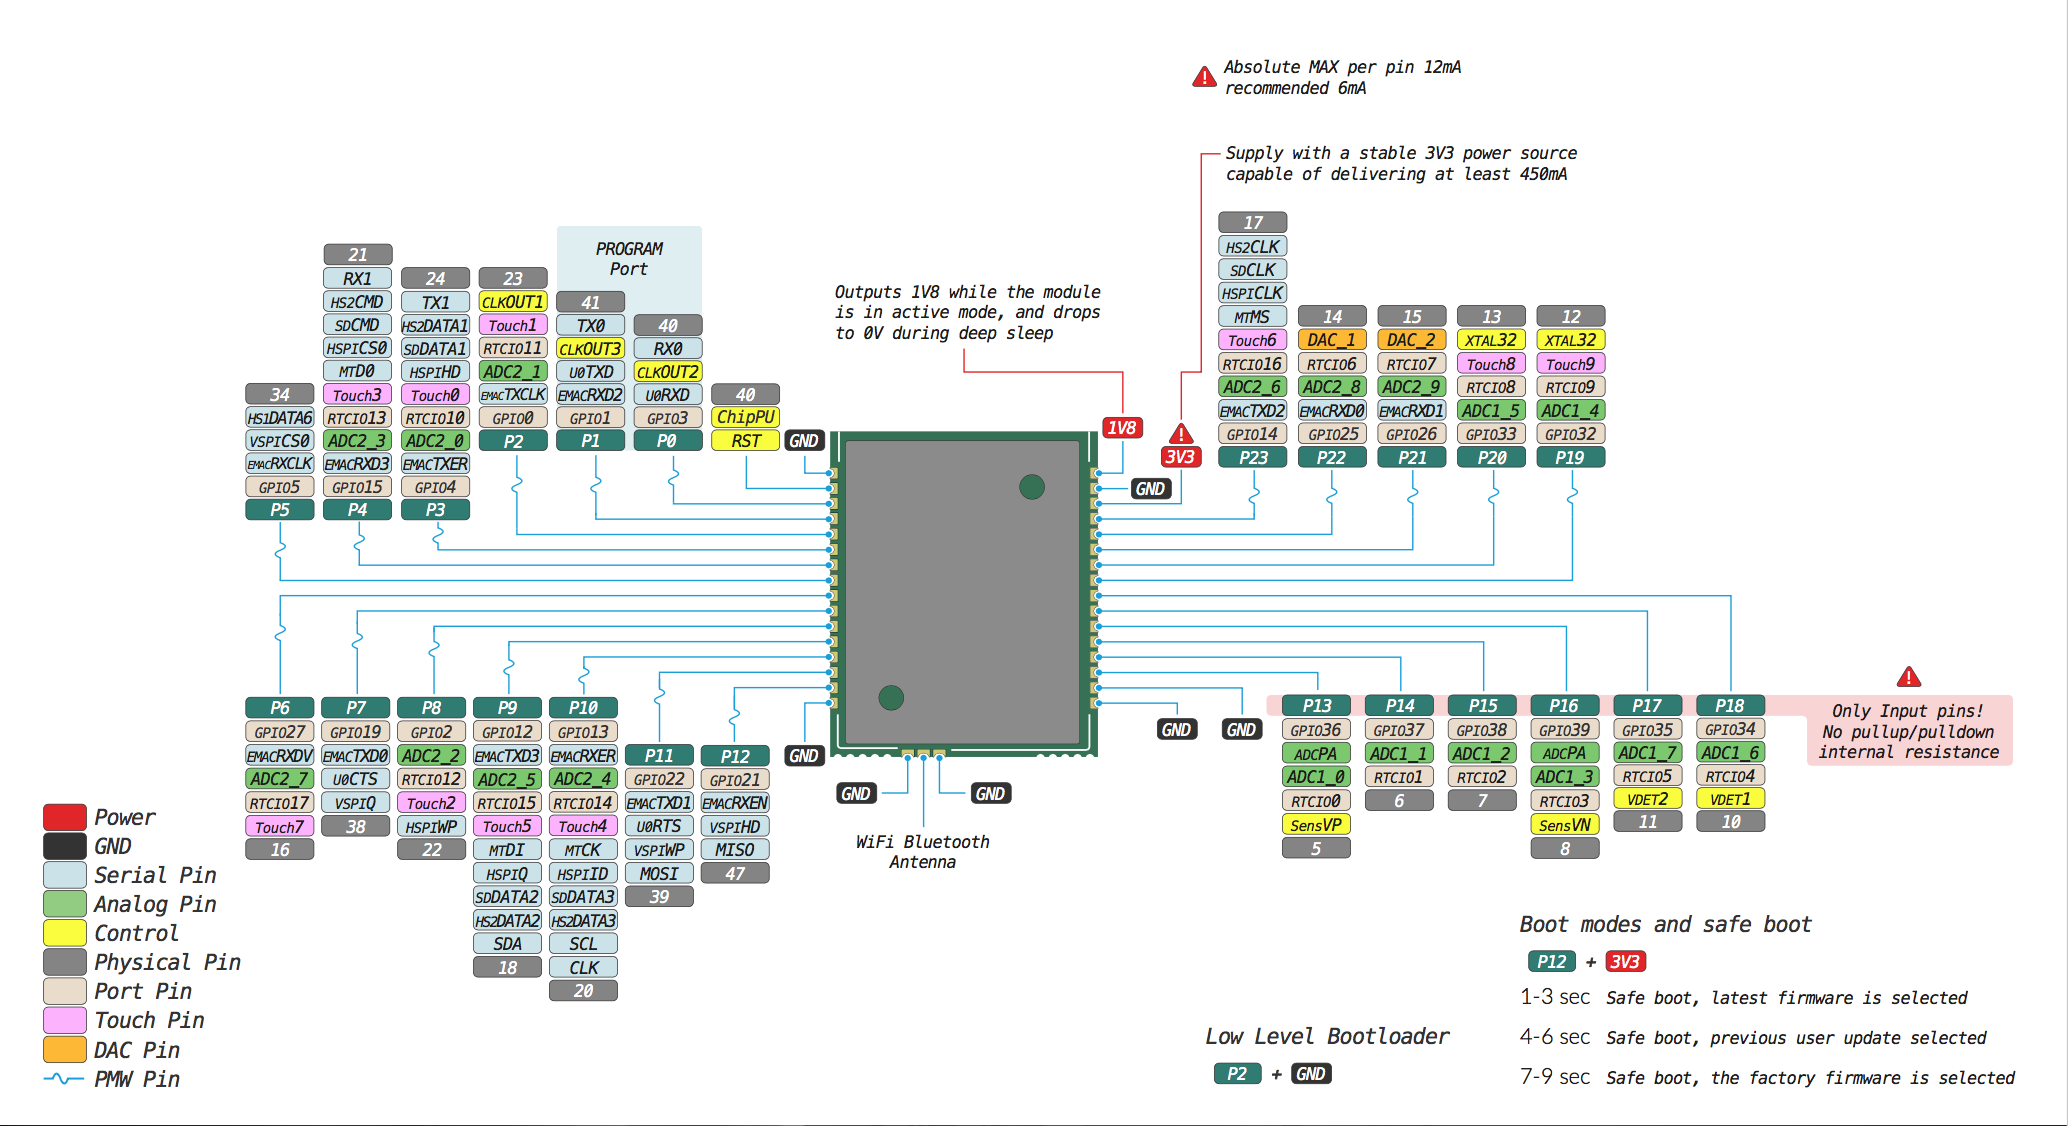 Absolute MAX per pin 12mA
recommended 6mA
Supply with a stable 3V3 power source
capable of delivering at least 450mA
Outputs 1V8 while the module
is in active mode, and drops
to 0V during deep sleep
PROGRAM
Port
34
HS1DATA6
VSPICS0
EMACRXCLK
GPIO5
P5
21
RX1
HS2CMD
SDCMD
HSPICS0
MTDO
Touch3
RTCIO13
ADC2_3
EMACRXD3
GPIO15
P4
24
TX1
HS2DATA1
SDDATA1
HSPIHD
Touch0
RTCIO10
ADC2_0
EMACTXER
GPIO4
P3
23
CLKOUT1
Touch1
RTCIO11
ADC2_1
EMACTXCLK
GPIO0
P2
41
TX0
CLKOUT3
U0TXD
EMACRXD2
GPIO1
P1
40
RX0
CLKOUT2
U0RXD
GPIO3
P0
40
ChipPU
RST
GND
1V8
GND
3V3
17
HS2CLK
SDCLK
HSPICLK
MTMS
Touch6
RTCIO16
ADC2_6
EMACTXD2
GPIO14
P23
14
DAC_1
RTCIO6
ADC2_8
EMACRXD0
GPIO25
P22
15
DAC_2
RTCIO7
ADC2_9
EMACRXD1
GPIO26
P21
13
XTAL32
Touch8
RTCIO8
ADC1_5
GPIO33
P20
12
XTAL32
Touch9
RTCIO9
ADC1_4
GPIO32
P19
P6
GPIO27
EMACRXDV
ADC2_7
RTCIO17
Touch7
16
P7
GPIO19
EMACTXD0
U0CTS
VSPIQ
38
P8
GPIO2
ADC2_2
RTCIO12
Touch2
HSPIWP
22
P9
GPIO12
EMACTXD3
ADC2_5
RTCIO15
Touch5
MTDI
HSPIQ
SDDATA2
HS2DATA2
SDA
18
P10
GPIO13
EMACRXER
ADC2_4
RTCIO14
Touch4
MTCK
HSPIID
SDDATA3
HS2DATA3
SCL
CLK
20
P11
GPIO22
EMACTXD1
U0RTS
VSPIWP
MOSI
39
P12
GPIO21
EMACRXEN
VSPIHD
MISO
47
GND
GND
GND
WiFi Bluetooth
Antenna
GND
GND
P13
GPIO36
ADCPA
ADC1_0
RTCIO0
SensVP
5
P14
GPIO37
ADC1_1
RTCIO1
6
P15
GPIO38
ADC1_2
RTCIO2
7
P16
GPIO39
ADCPA
ADC1_3
RTCIO3
SensVN
8
P17
GPIO35
ADC1_7
RTCIO5
VDET2
11
P18
GPIO34
ADC1_6
RTCIO4
VDET1
10
Only Input pins!
No pullup/pulldown
internal resistance
Power
GND
Serial Pin
Analog Pin
Control
Physical Pin
Port Pin
Touch Pin
DAC Pin
PMW Pin
Low Level Bootloader
P2 + GND
Boot modes and safe boot
P12 + 3V3
1-3 sec Safe boot, latest firmware is selected
4-6 sec Safe boot, previous user update selected
7-9 sec Safe boot, the factory firmware is selected